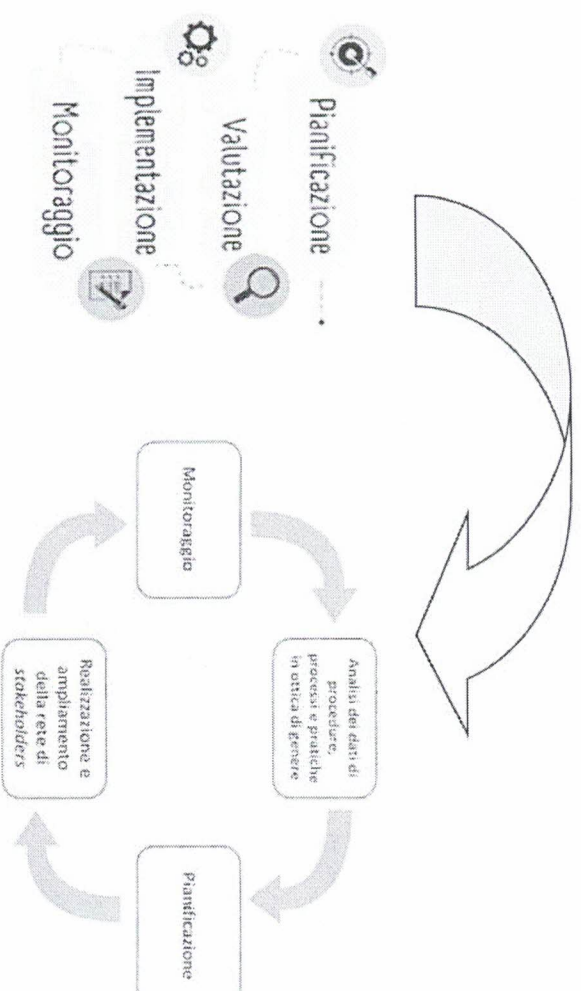 Pianificazione
Valutazione
Implementazione
Monitoraggio
Analisi dei dati di
procedure,
processi e pratiche
in ottica di genere
Pianificazione
Realizzazione e
ampliamento
della rete di
stakeholders
Monitoraggio